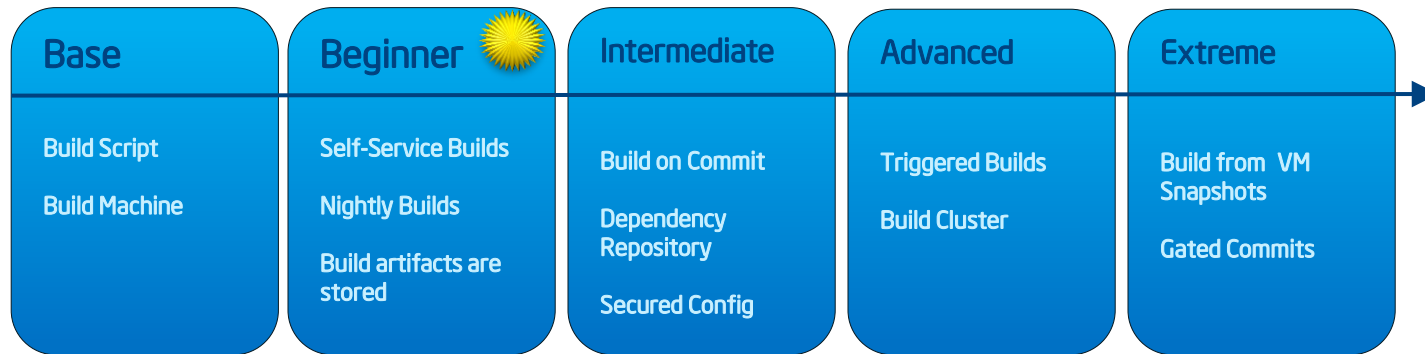 Base
Build Script
Build Machine
Beginner
Self-Service Builds
Nightly Builds
Build artifacts are
stored
Intermediate
Build on Commit
Dependency
Repository
Secured Config
Advanced
Triggered Builds
Build Cluster
Extreme
Build from VM
Snapshots
Gated Commits